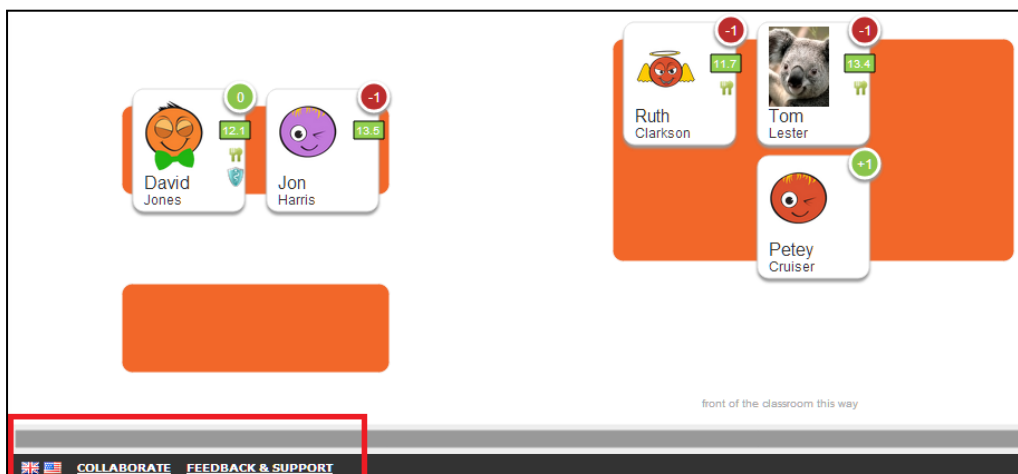 -1
-1
11.7
13.4
Ruth
Clarkson
Tom
Lester
0
-1
12.1
13.5
David
Jones
Jon
Harris
+1
Petey
Cruiser
front of the classroom this way
COLLABORATE FEEDBACK & SUPPORT